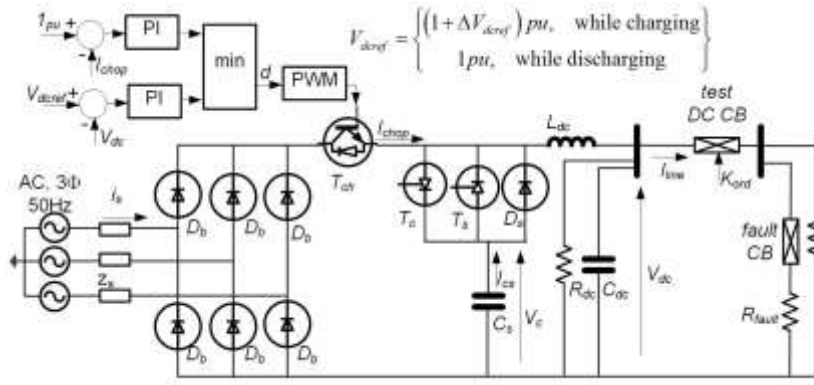 1pu +
PI
-
I_chop
min
V_dcref +
PI
-
V_dc
d
PWM
V_dcref = { (1 + ΔV_dcref) pu, while charging
1pu, while discharging }
test
DC CB
I_chop
L_dc
T_ch
I_line
K_ord
AC, 3Φ
50Hz
i_s
D_b D_b D_b
T_c T_s D_s
fault
CB
z_s
I_cs
C_s
V_c
R_dc
C_dc
V_dc
R_fault
D_b D_b D_b